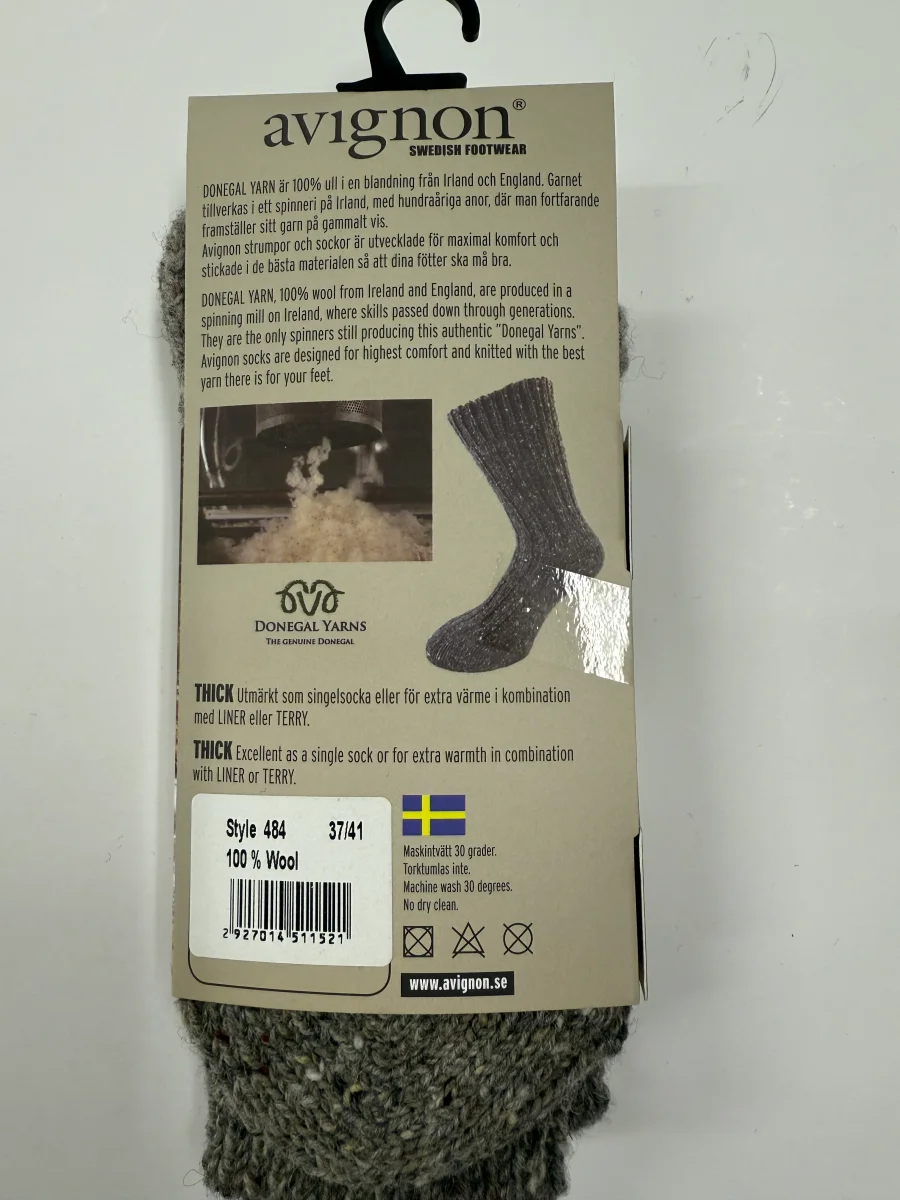 avignon®
SWEDISH FOOTWEAR
DONEGAL YARN är 100% ull i en blandning från Irland och England. Garnet
tillverkas i ett spinneri på Irland, med hundraåriga anor, där man fortfarande
framställer sitt garn på gammalt vis.
Avignon strumpor och sockor är utvecklade för maximal komfort och
stickade i de bästa materialen så att dina fötter ska må bra.
DONEGAL YARN, 100% wool from Ireland and England, are produced in a
spinning mill on Ireland, where skills passed down through generations.
They are the only spinners still producing this authentic "Donegal Yarns".
Avignon socks are designed for highest comfort and knitted with the best
yarn there is for your feet.
DONEGAL YARNS
THE GENUINE DONEGAL
THICK Utmärkt som singelsocka eller för extra värme i kombination
med LINER eller TERRY.
THICK Excellent as a single sock or for extra warmth in combination
with LINER or TERRY.
Style 484 37/41
100 % Wool
2 927014 511521
Maskintvätt 30 grader.
Torktumlas inte.
Machine wash 30 degrees.
No dry clean.
www.avignon.se